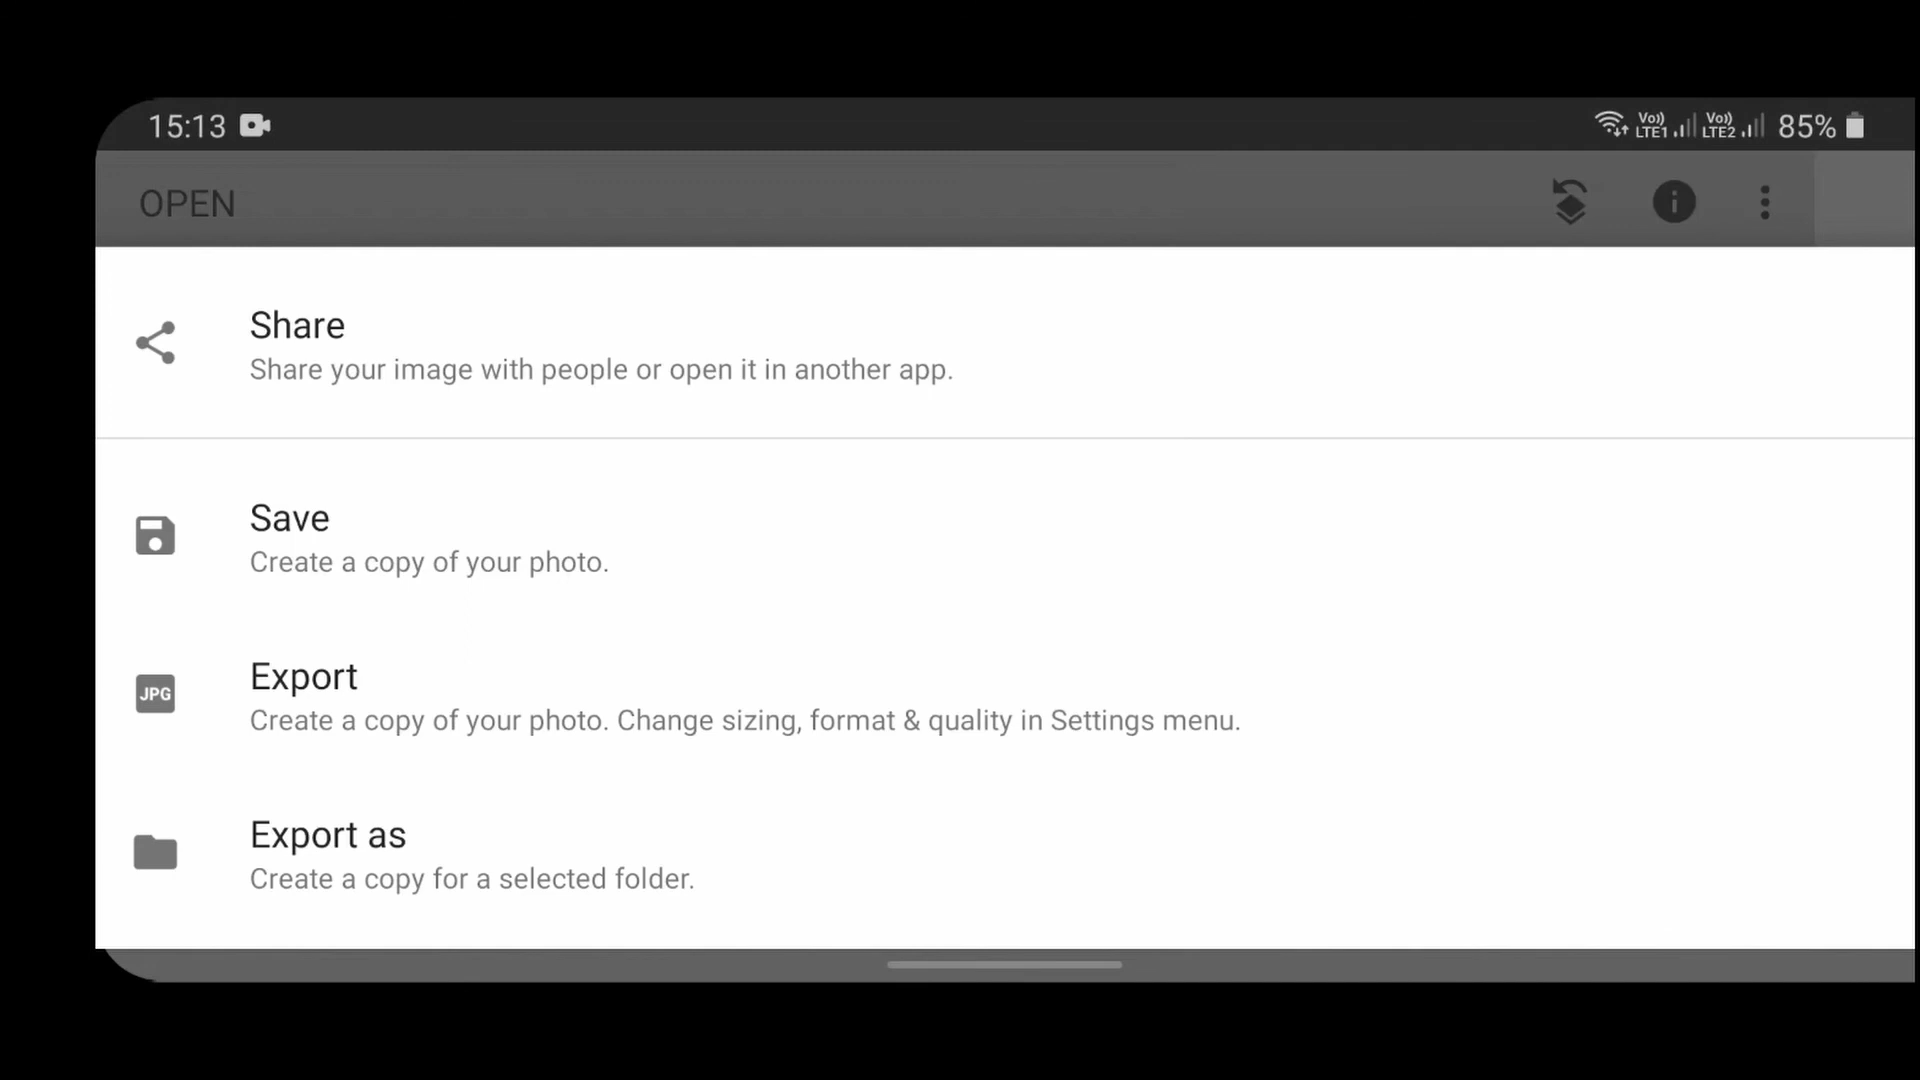 15:13
Vo) LTE1 Vo) LTE2 85%
OPEN
Share
Share your image with people or open it in another app.
Save
Create a copy of your photo.
JPG
Export
Create a copy of your photo. Change sizing, format & quality in Settings menu.
Export as
Create a copy for a selected folder.